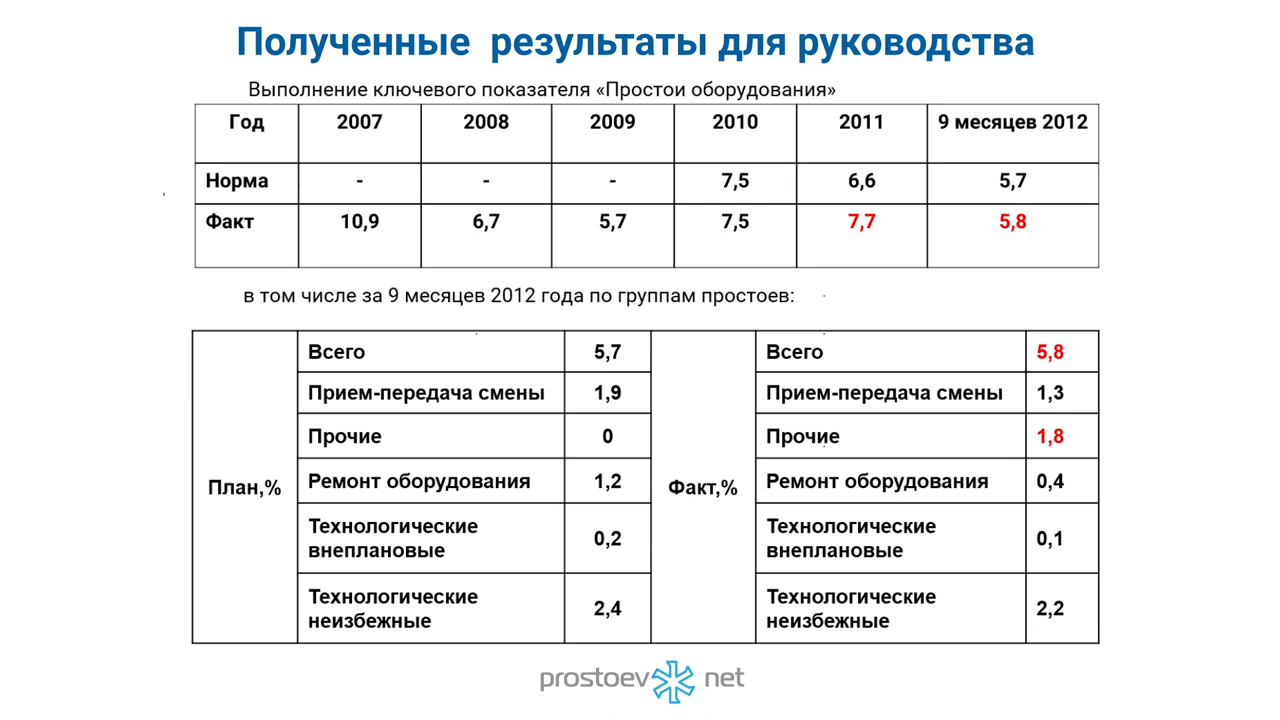 Полученные результаты для руководства
Выполнение ключевого показателя «Простои оборудования»
Год 2007 2008 2009 2010 2011 9 месяцев 2012
Норма - - - 7,5 6,6 5,7
Факт 10,9 6,7 5,7 7,5 7,7 5,8
в том числе за 9 месяцев 2012 года по группам простоев:
План,%
Всего 5,7
Прием-передача смены 1,9
Прочие 0
Ремонт оборудования 1,2
Технологические
внеплановые 0,2
Технологические
неизбежные 2,4
Факт,%
Всего 5,8
Прием-передача смены 1,3
Прочие 1,8
Ремонт оборудования 0,4
Технологические
внеплановые 0,1
Технологические
неизбежные 2,2
prostoev net